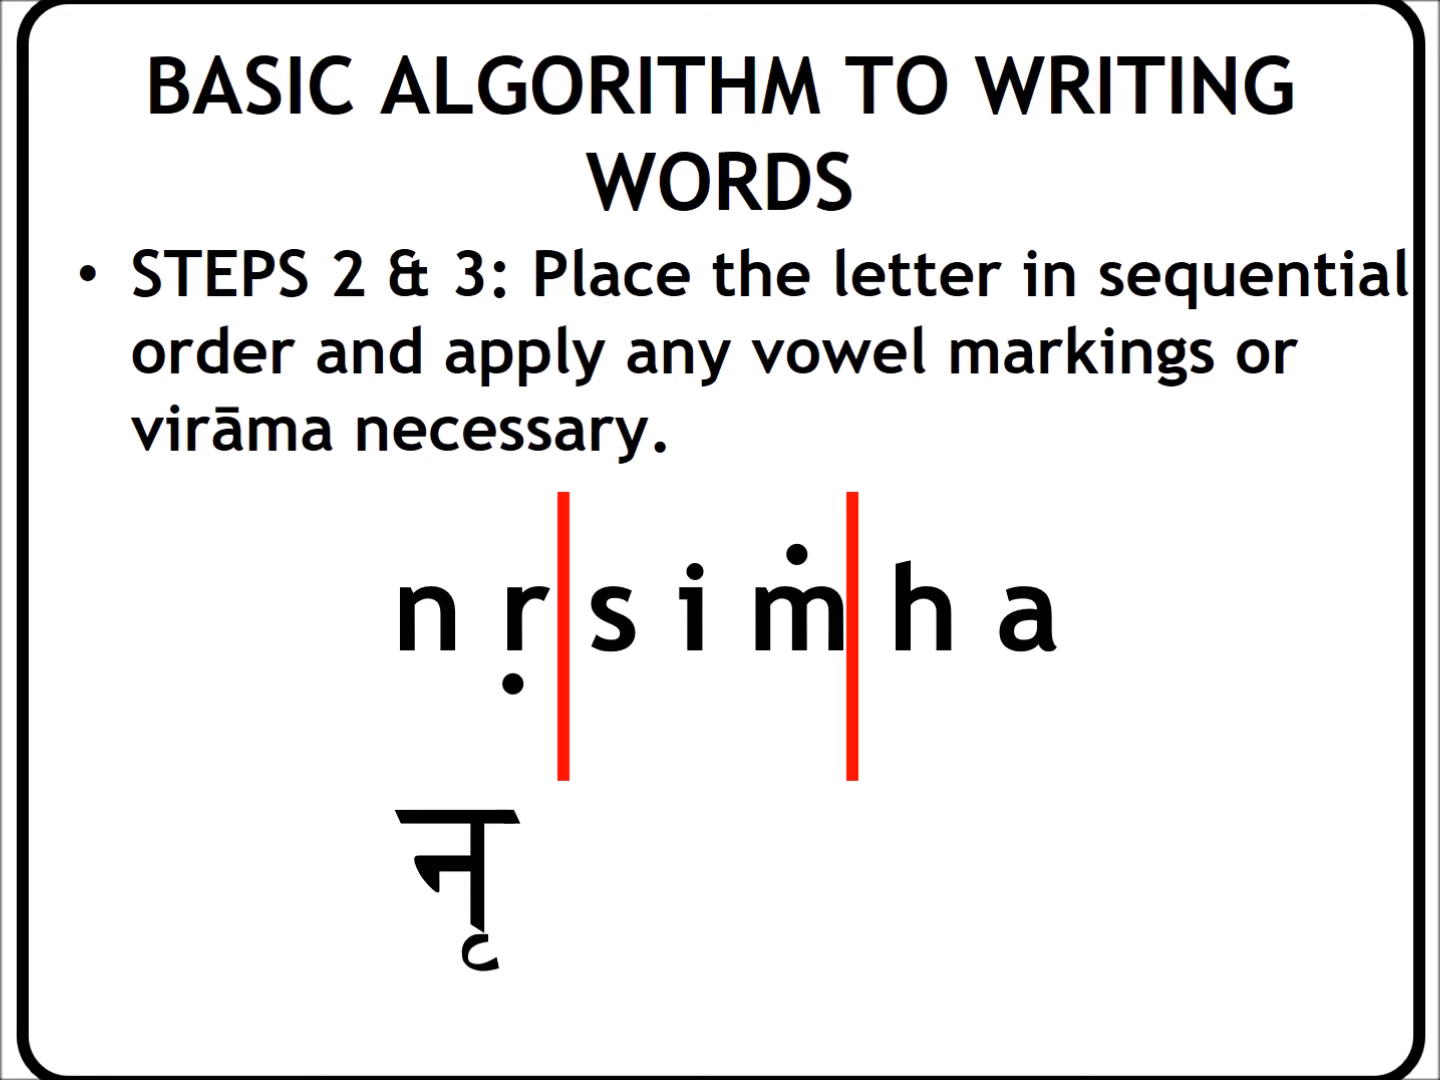 BASIC ALGORITHM TO WRITING
WORDS
• STEPS 2 & 3: Place the letter in sequential
order and apply any vowel markings or
virāma necessary.
n ṛ s i ṁ h a
नृ